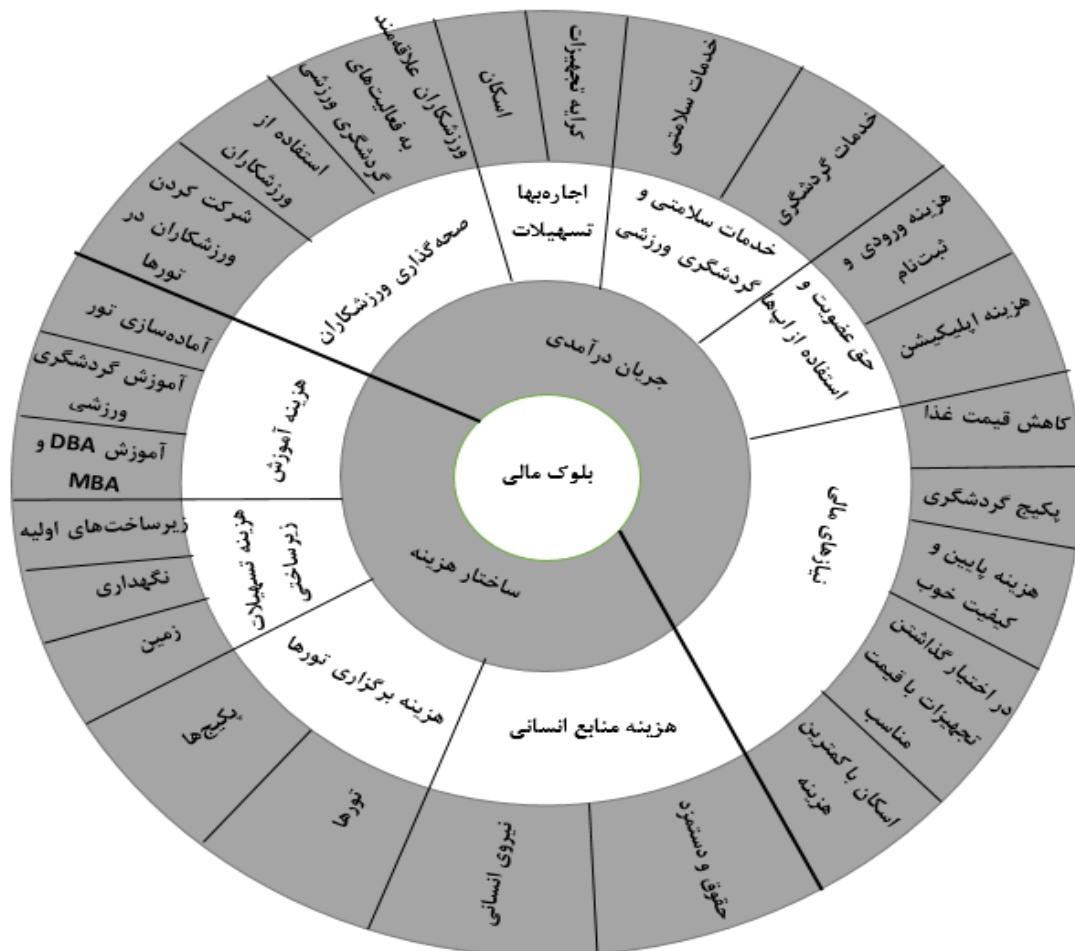 بلوک مالی
جریان درآمدی
ساختار هزینه
صحه‌گذاری ورزشکاران
اجاره‌بها
تسهیلات
خدمات سلامتی و
گردشگری ورزشی
حق عضویت و
استفاده از اپ‌ها
نیازهای مالی
هزینه منابع انسانی
هزینه برگزاری تورها
هزینه تسهیلات
زیرساختی
هزینه آموزش
شرکت کردن
ورزشکاران در
تورها
استفاده از
ورزشکاران
ورزشکاران علاقه‌مند
به فعالیت‌های
گردشگری ورزشی
اسکان
کرایه تجهیزات
خدمات سلامتی
خدمات گردشگری
هزینه ورودی و
ثبت‌نام
هزینه اپلیکیشن
کاهش قیمت غذا
پکیج گردشگری
هزینه پایین و
کیفیت خوب
در اختیار گذاشتن
تجهیزات با قیمت
مناسب
اسکان با کمترین
هزینه
حقوق و دستمزد
نیروی انسانی
تورها
پکیج‌ها
زمین
نگهداری
زیرساخت‌های اولیه
آموزش DBA و
MBA
آموزش گردشگری
ورزشی
آماده‌سازی تور